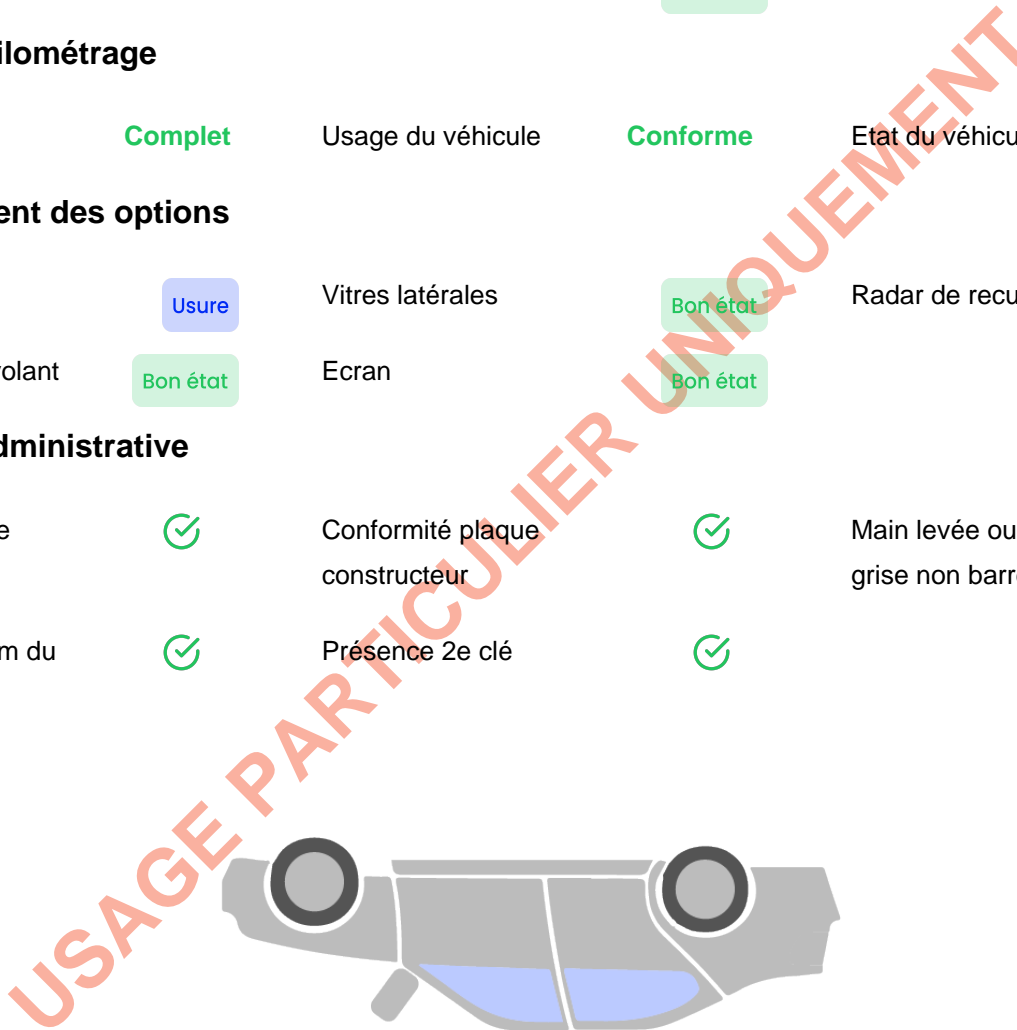 ilométrage
Complet Usage du véhicule Conforme Etat du véhicu
ent des options
Usure Vitres latérales Bon état Radar de recu
olant Bon état Ecran Bon état
dministrative
e Conformité plaque Main levée ou
constructeur grise non barr
m du Présence 2e clé
USAGE PARTICULIER UNIQUEMENT